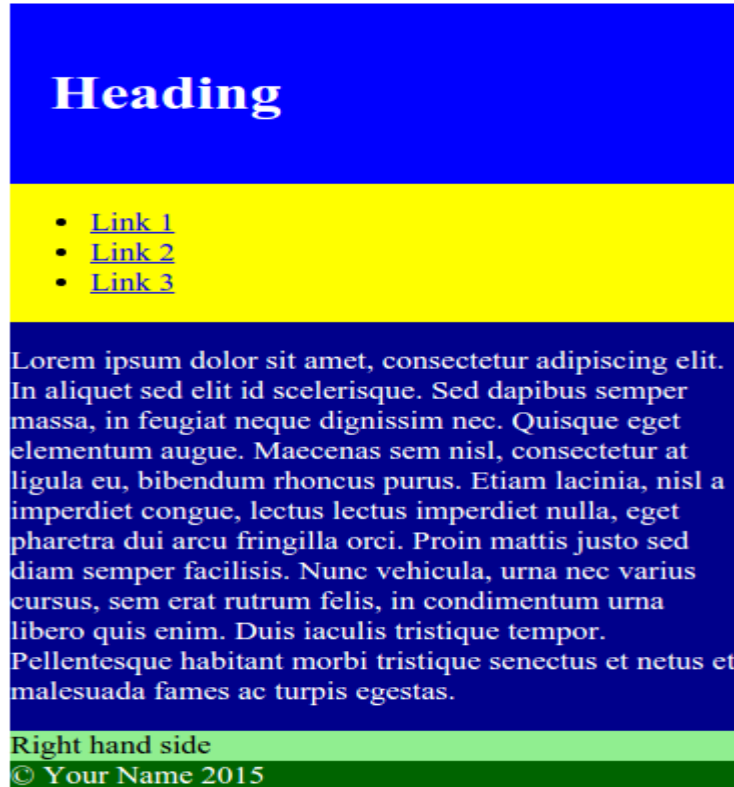 Heading
Link 1
Link 2
Link 3
Lorem ipsum dolor sit amet, consectetur adipiscing elit.
In aliquet sed elit id scelerisque. Sed dapibus semper
massa, in feugiat neque dignissim nec. Quisque eget
elementum augue. Maecenas sem nisl, consectetur at
ligula eu, bibendum rhoncus purus. Etiam lacinia, nisl a
imperdiet congue, lectus lectus imperdiet nulla, eget
pharetra dui arcu fringilla orci. Proin mattis justo sed
diam semper facilisis. Nunc vehicula, urna nec varius
cursus, sem erat rutrum felis, in condimentum urna
libero quis enim. Duis iaculis tristique tempor.
Pellentesque habitant morbi tristique senectus et netus et
malesuada fames ac turpis egestas.
Right hand side
© Your Name 2015